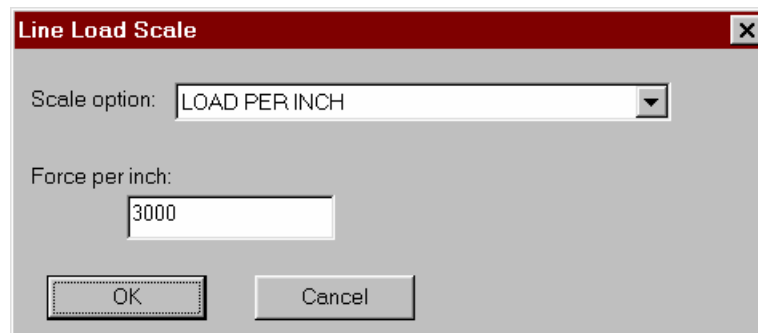 Line Load Scale
Scale option: LOAD PER INCH
Force per inch:
3000
OK Cancel